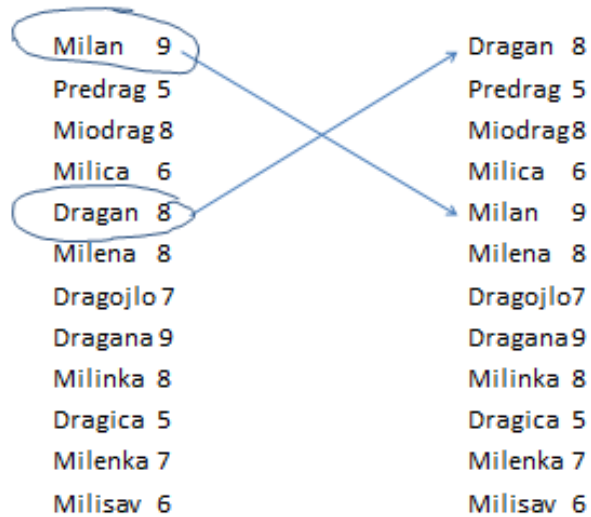 Milan 9 Dragan 8
Predrag 5 Predrag 5
Miodrag 8 Miodrag 8
Milica 6 Milica 6
Dragan 8 Milan 9
Milena 8 Milena 8
Dragojlo 7 Dragojlo 7
Dragana 9 Dragana 9
Milinka 8 Milinka 8
Dragica 5 Dragica 5
Milenka 7 Milenka 7
Milisav 6 Milisav 6